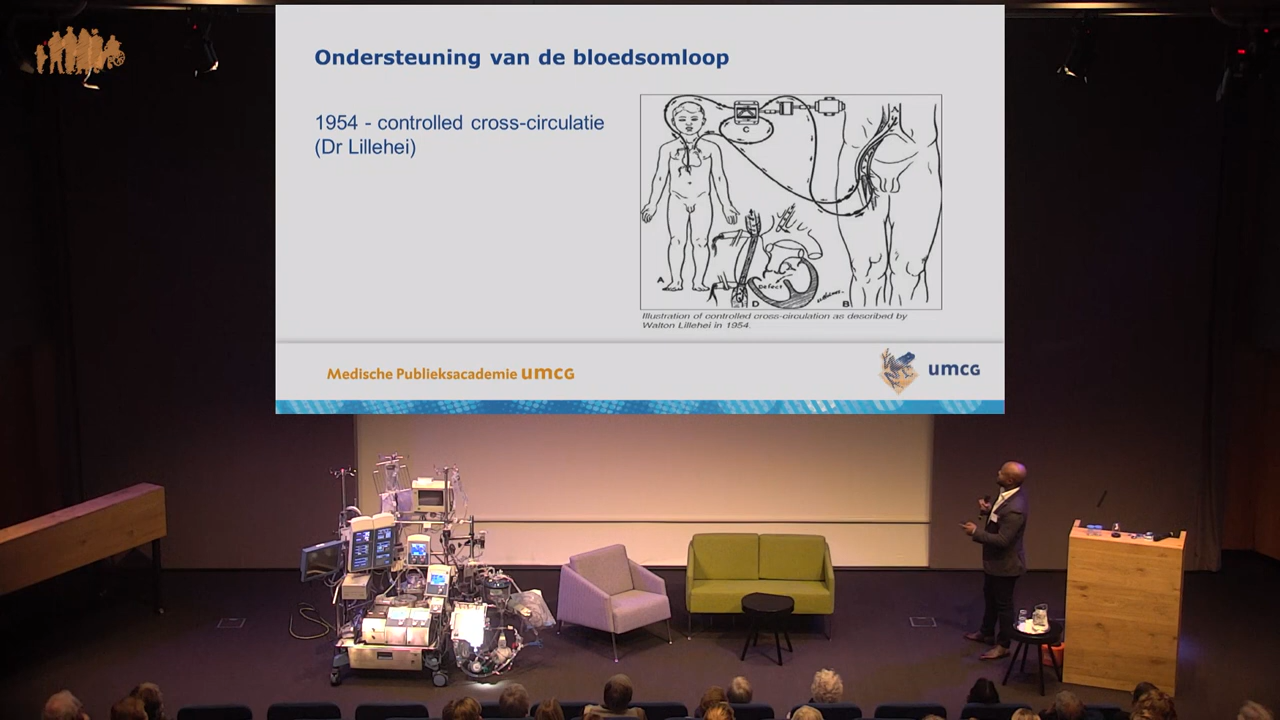 Ondersteuning van de bloedsomloop
1954 - controlled cross-circulatie
(Dr Lillehei)
A
C
A
Defect
D
B
Illustration of controlled cross-circulation as described by
Walton Lillehei in 1954.
Medische Publieksacademie umcg
umcg